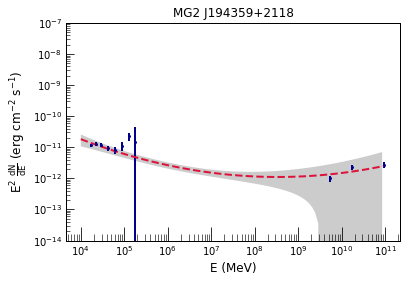 MG2 J194359+2118
E² dN/dE (erg cm⁻² s⁻¹)
10⁻⁷
10⁻⁸
10⁻⁹
10⁻¹⁰
10⁻¹¹
10⁻¹²
10⁻¹³
10⁻¹⁴
10⁴ 10⁵ 10⁶ 10⁷ 10⁸ 10⁹ 10¹⁰ 10¹¹
E (MeV)